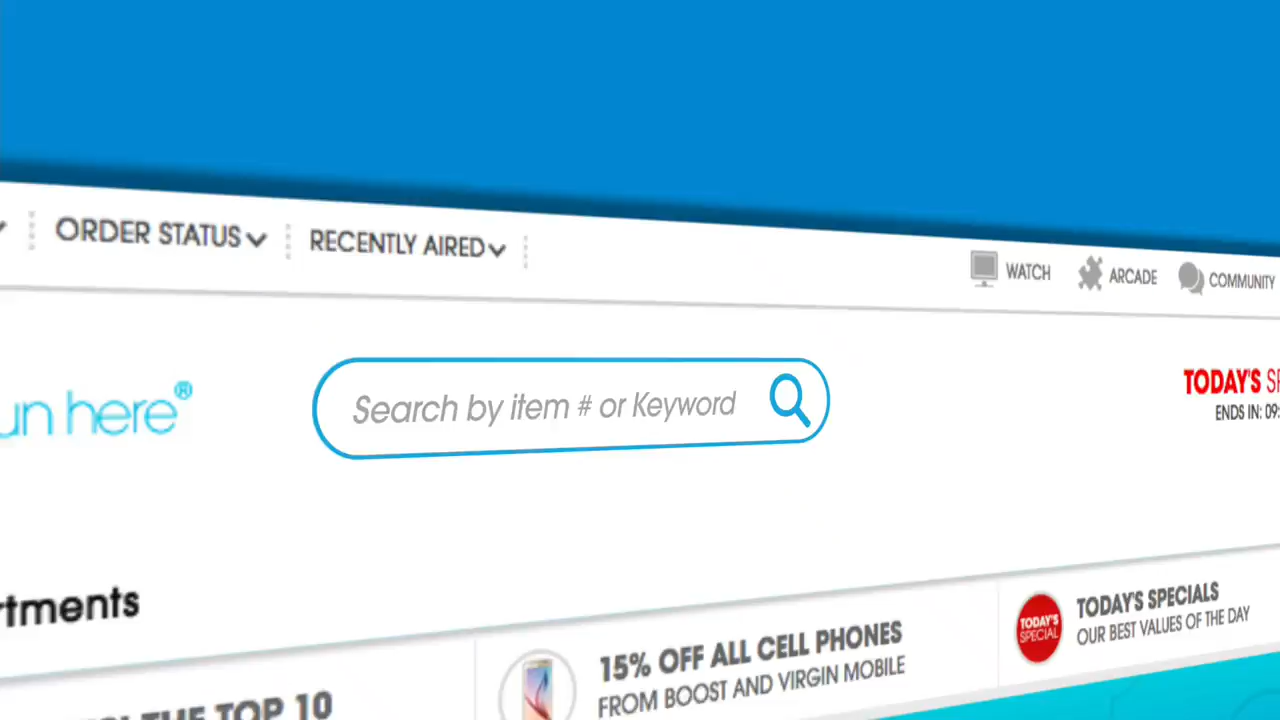 ORDER STATUS
RECENTLY AIRED
WATCH
ARCADE
COMMUNITY
here®
Search by item # or Keyword
TODAY'S
ENDS IN: 09:
15% OFF ALL CELL PHONES
FROM BOOST AND VIRGIN MOBILE
TODAY'S SPECIAL
TODAY'S SPECIALS
OUR BEST VALUES OF THE DAY
THE TOP 10